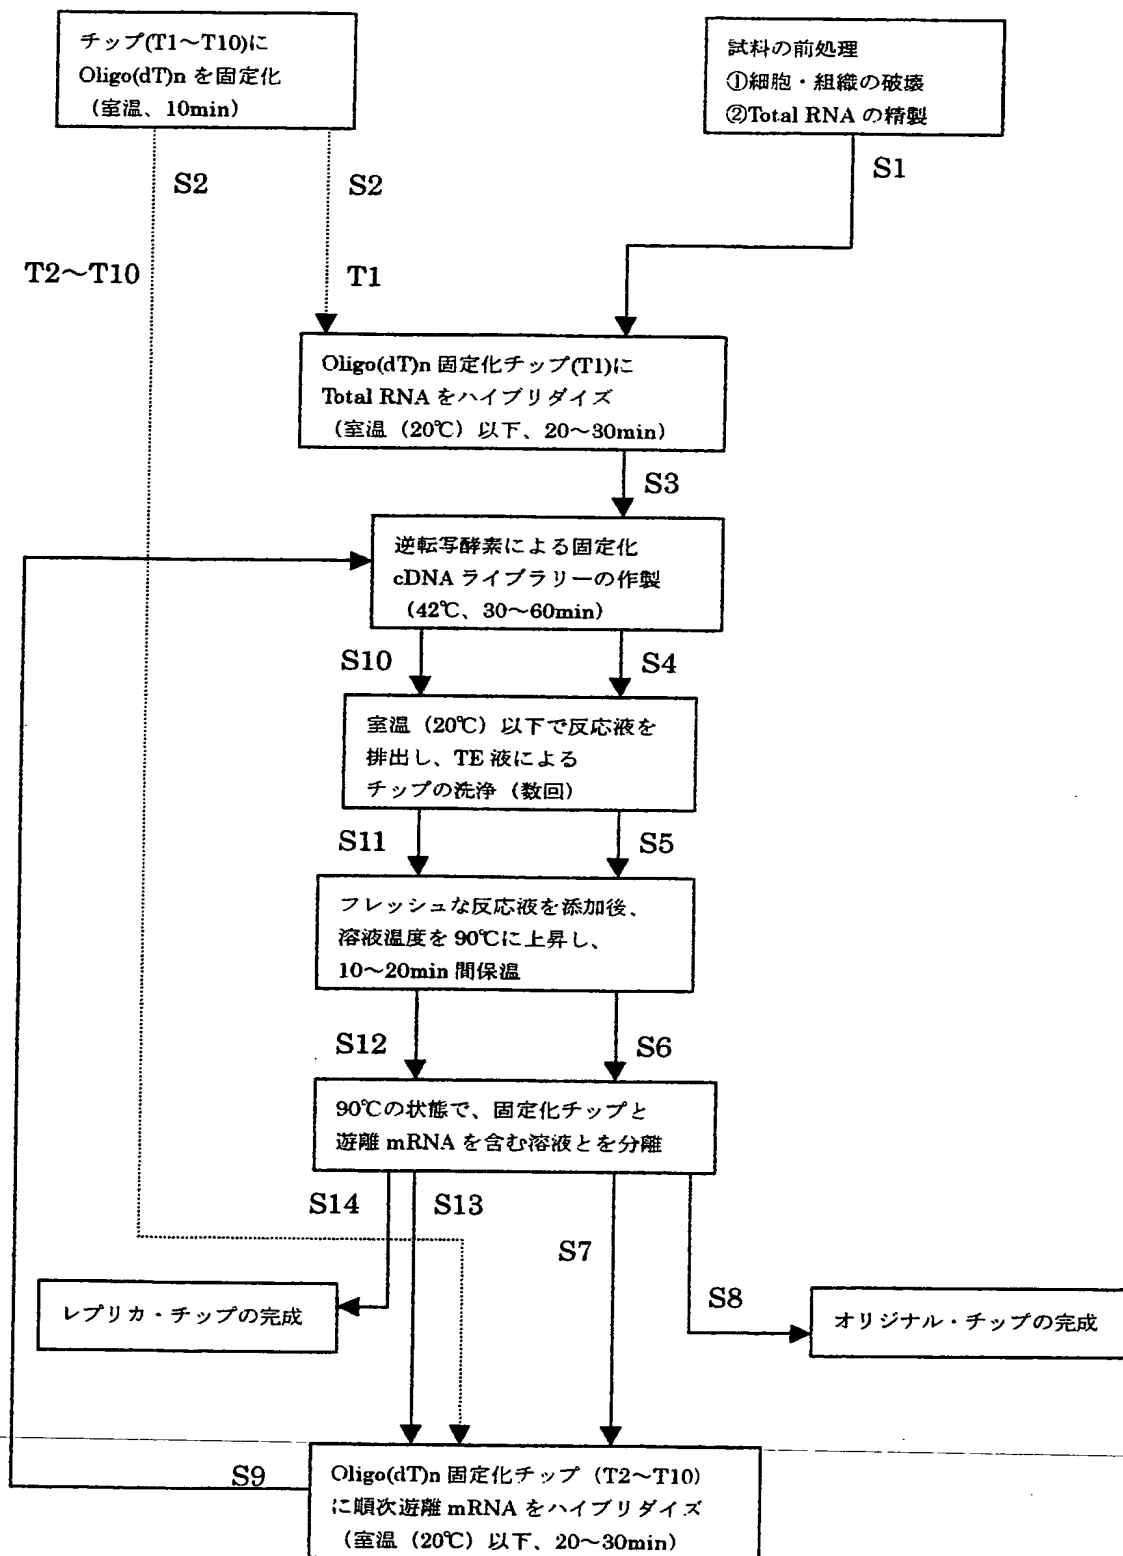 チップ(T1～T10)に
Oligo(dT)n を固定化
（室温、10min）
試料の前処理
①細胞・組織の破壊
②Total RNA の精製
S2
S2
S1
T2～T10
T1
Oligo(dT)n 固定化チップ(T1)に
Total RNA をハイブリダイズ
（室温（20℃）以下、20～30min）
S3
逆転写酵素による固定化
cDNA ライブラリーの作製
（42℃、30～60min）
S10
S4
室温（20℃）以下で反応液を
排出し、TE 液による
チップの洗浄（数回）
S11
S5
フレッシュな反応液を添加後、
溶液温度を 90℃に上昇し、
10～20min 間保温
S12
S6
90℃の状態で、固定化チップと
遊離 mRNA を含む溶液とを分離
S14
S13
S7
S8
レプリカ・チップの完成
オリジナル・チップの完成
S9
Oligo(dT)n 固定化チップ（T2～T10）
に順次遊離 mRNA をハイブリダイズ
（室温（20℃）以下、20～30min）